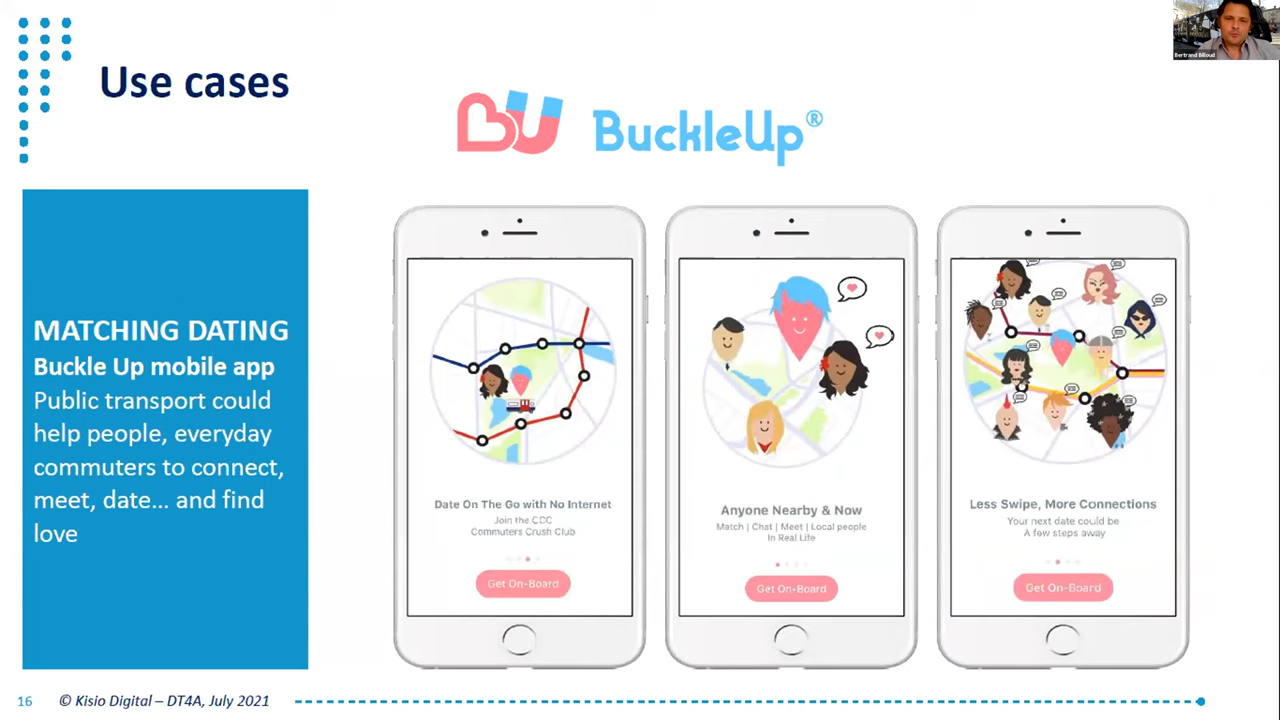 Bertrand Billoud
Use cases
BU BuckleUp®
MATCHING DATING
Buckle Up mobile app
Public transport could
help people, everyday
commuters to connect,
meet, date... and find
love
Date On The Go with No Internet
Join the CCC
Commuters Crush Club
Get On-Board
Anyone Nearby & Now
Match | Chat | Meet | Local people
In Real Life
Get On-Board
Less Swipe, More Connections
Your next date could be
A few steps away
Get On-Board
16 © Kisio Digital – DT4A, July 2021